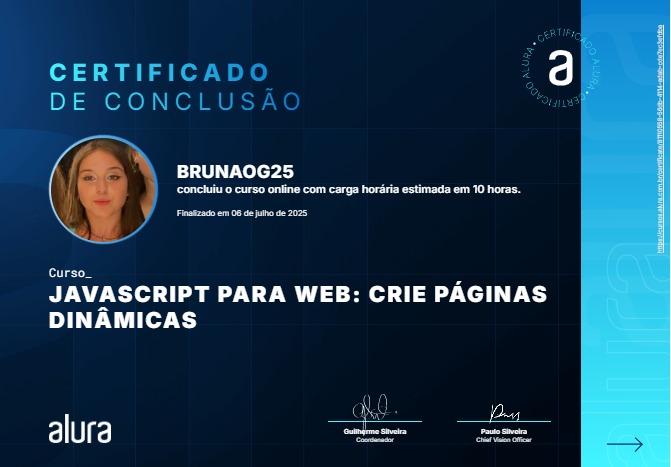 CERTIFICADO
DE CONCLUSÃO
CERTIFICADO ALURA • CERTIFICADO ALURA •
a
BRUNAOG25
concluiu o curso online com carga horária estimada em 10 horas.
Finalizado em 06 de julho de 2025
Curso_
JAVASCRIPT PARA WEB: CRIE PÁGINAS
DINÂMICAS
alura
Guilherme Silveira
Coordenador
Paulo Silveira
Chief Vision Officer
alura